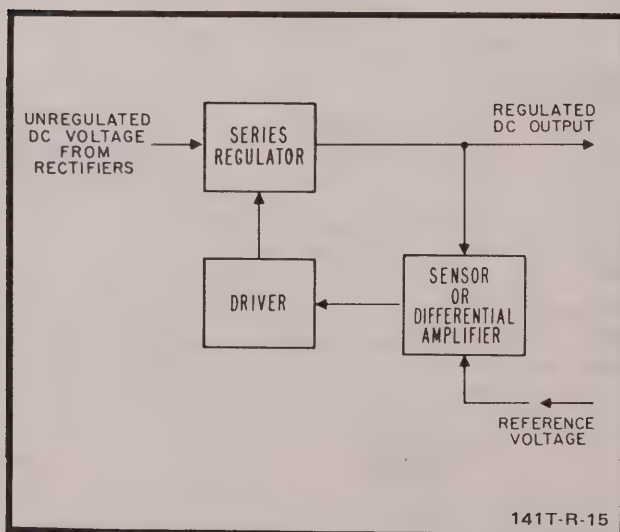 UNREGULATED
DC VOLTAGE
FROM
RECTIFIERS
SERIES
REGULATOR
REGULATED
DC OUTPUT
DRIVER
SENSOR
OR
DIFFERENTIAL
AMPLIFIER
REFERENCE
VOLTAGE
141T-R-15